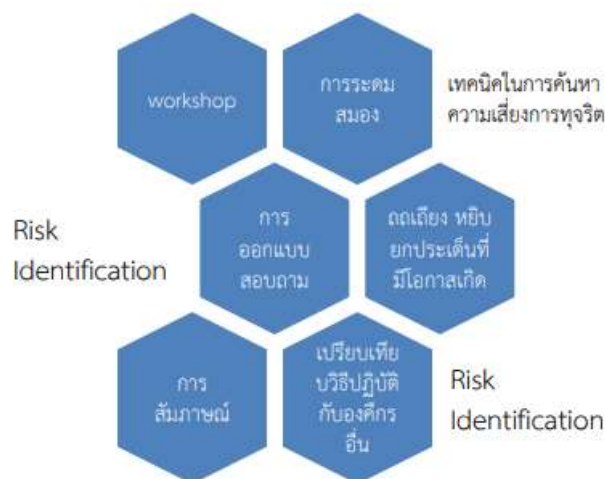 workshop
การระดม
สมอง
เทคนิคในการค้นหา
ความเสี่ยงการทุจริต
Risk
Identification
การ
ออกแบบ
สอบถาม
ถกเถียง หยิบ
ยกประเด็นที่
มีโอกาสเกิด
การ
สัมภาษณ์
เปรียบเทีย
บวิธีปฏิบัติ
กับองค์กร
อื่น
Risk
Identification